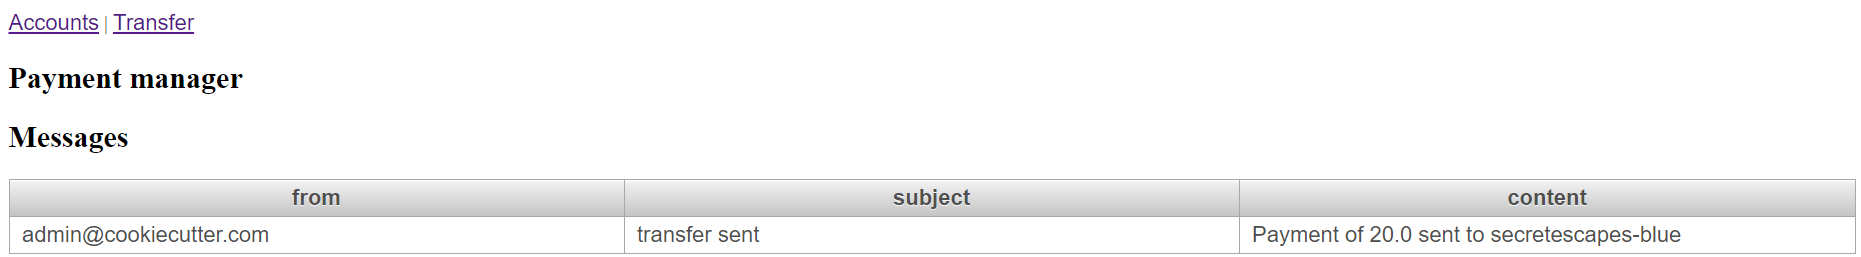 Accounts | Transfer
Payment manager
Messages
from subject content
admin@cookiecutter.com transfer sent Payment of 20.0 sent to secretescapes-blue